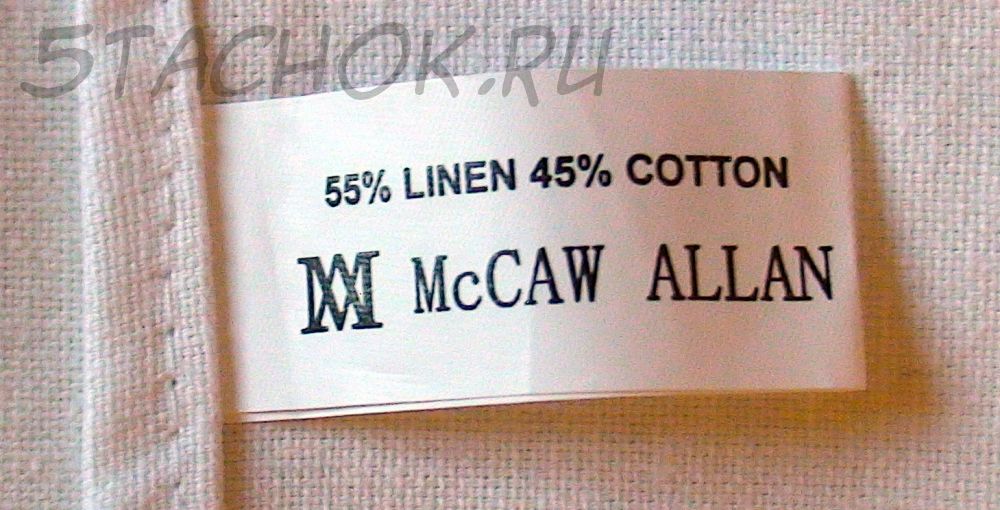 5TACHOK.RU
55% LINEN 45% COTTON
McCAW ALLAN